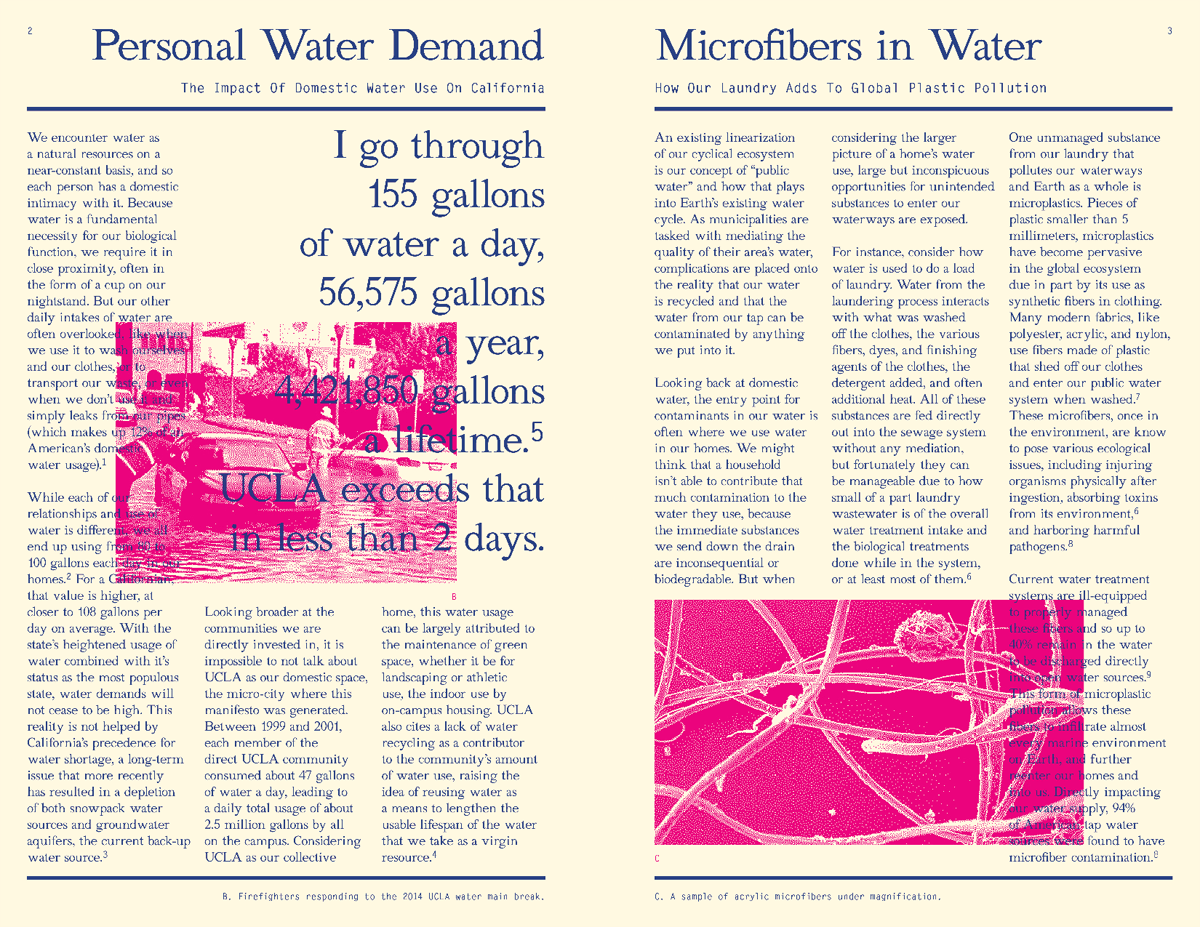 2
Personal Water Demand
The Impact Of Domestic Water Use On California
We encounter water as
a natural resources on a
near-constant basis, and so
each person has a domestic
intimacy with it. Because
water is a fundamental
necessity for our biological
function, we require it in
close proximity, often in
the form of a cup on our
nightstand. But our other
daily intakes of water are
often overlooked, like when
we use it to wash ourselves
and our clothes, or to
transport our waste, or even
when we don't use it and
simply leaks from our pipes
(which makes up 12% of an
American's domestic
water usage).¹
While each of our
relationships and use of
water is different, we all
end up using from 80 to
100 gallons each day in our
homes.² For a Californian,
that value is higher, at
closer to 108 gallons per
day on average. With the
state's heightened usage of
water combined with it's
status as the most populous
state, water demands will
not cease to be high. This
reality is not helped by
California's precedence for
water shortage, a long-term
issue that more recently
has resulted in a depletion
of both snowpack water
sources and groundwater
aquifers, the current back-up
water source.³
I go through
155 gallons
of water a day,
56,575 gallons
a year,
4,421,850 gallons
a lifetime.⁵
UCLA exceeds that
in less than 2 days.
B
Looking broader at the
communities we are
directly invested in, it is
impossible to not talk about
UCLA as our domestic space,
the micro-city where this
manifesto was generated.
Between 1999 and 2001,
each member of the
direct UCLA community
consumed about 47 gallons
of water a day, leading to
a daily total usage of about
2.5 million gallons by all
on the campus. Considering
UCLA as our collective
home, this water usage
can be largely attributed to
the maintenance of green
space, whether it be for
landscaping or athletic
use, the indoor use by
on-campus housing. UCLA
also cites a lack of water
recycling as a contributor
to the community's amount
of water use, raising the
idea of reusing water as
a means to lengthen the
usable lifespan of the water
that we take as a virgin
resource.⁴
B. Firefighters responding to the 2014 UCLA water main break.
3
Microfibers in Water
How Our Laundry Adds To Global Plastic Pollution
An existing linearization
of our cyclical ecosystem
is our concept of “public
water” and how that plays
into Earth's existing water
cycle. As municipalities are
tasked with mediating the
quality of their area's water,
complications are placed onto
the reality that our water
is recycled and that the
water from our tap can be
contaminated by anything
we put into it.
Looking back at domestic
water, the entry point for
contaminants in our water is
often where we use water
in our homes. We might
think that a household
isn't able to contribute that
much contamination to the
water they use, because
the immediate substances
we send down the drain
are inconsequential or
biodegradable. But when
considering the larger
picture of a home's water
use, large but inconspicuous
opportunities for unintended
substances to enter our
waterways are exposed.
For instance, consider how
water is used to do a load
of laundry. Water from the
laundering process interacts
with what was washed
off the clothes, the various
fibers, dyes, and finishing
agents of the clothes, the
detergent added, and often
additional heat. All of these
substances are fed directly
out into the sewage system
without any mediation,
but fortunately they can
be manageable due to how
small of a part laundry
wastewater is of the overall
water treatment intake and
the biological treatments
done while in the system,
or at least most of them.⁶
One unmanaged substance
from our laundry that
pollutes our waterways
and Earth as a whole is
microplastics. Pieces of
plastic smaller than 5
millimeters, microplastics
have become pervasive
in the global ecosystem
due in part by its use as
synthetic fibers in clothing.
Many modern fabrics, like
polyester, acrylic, and nylon,
use fibers made of plastic
that shed off our clothes
and enter our public water
system when washed.⁷
These microfibers, once in
the environment, are know
to pose various ecological
issues, including injuring
organisms physically after
ingestion, absorbing toxins
from its environment,⁶
and harboring harmful
pathogens.⁸
Current water treatment
systems are ill-equipped
to properly managed
these fibers and so up to
40% remain in the water
to be discharged directly
into open water sources.⁹
This form of microplastic
pollution allows these
fibers to infiltrate almost
every marine environment
on Earth, and further
reenter our homes and
into us. Directly impacting
our water supply, 94%
of American tap water
sources were found to have
microfiber contamination.⁸
C
C. A sample of acrylic microfibers under magnification.